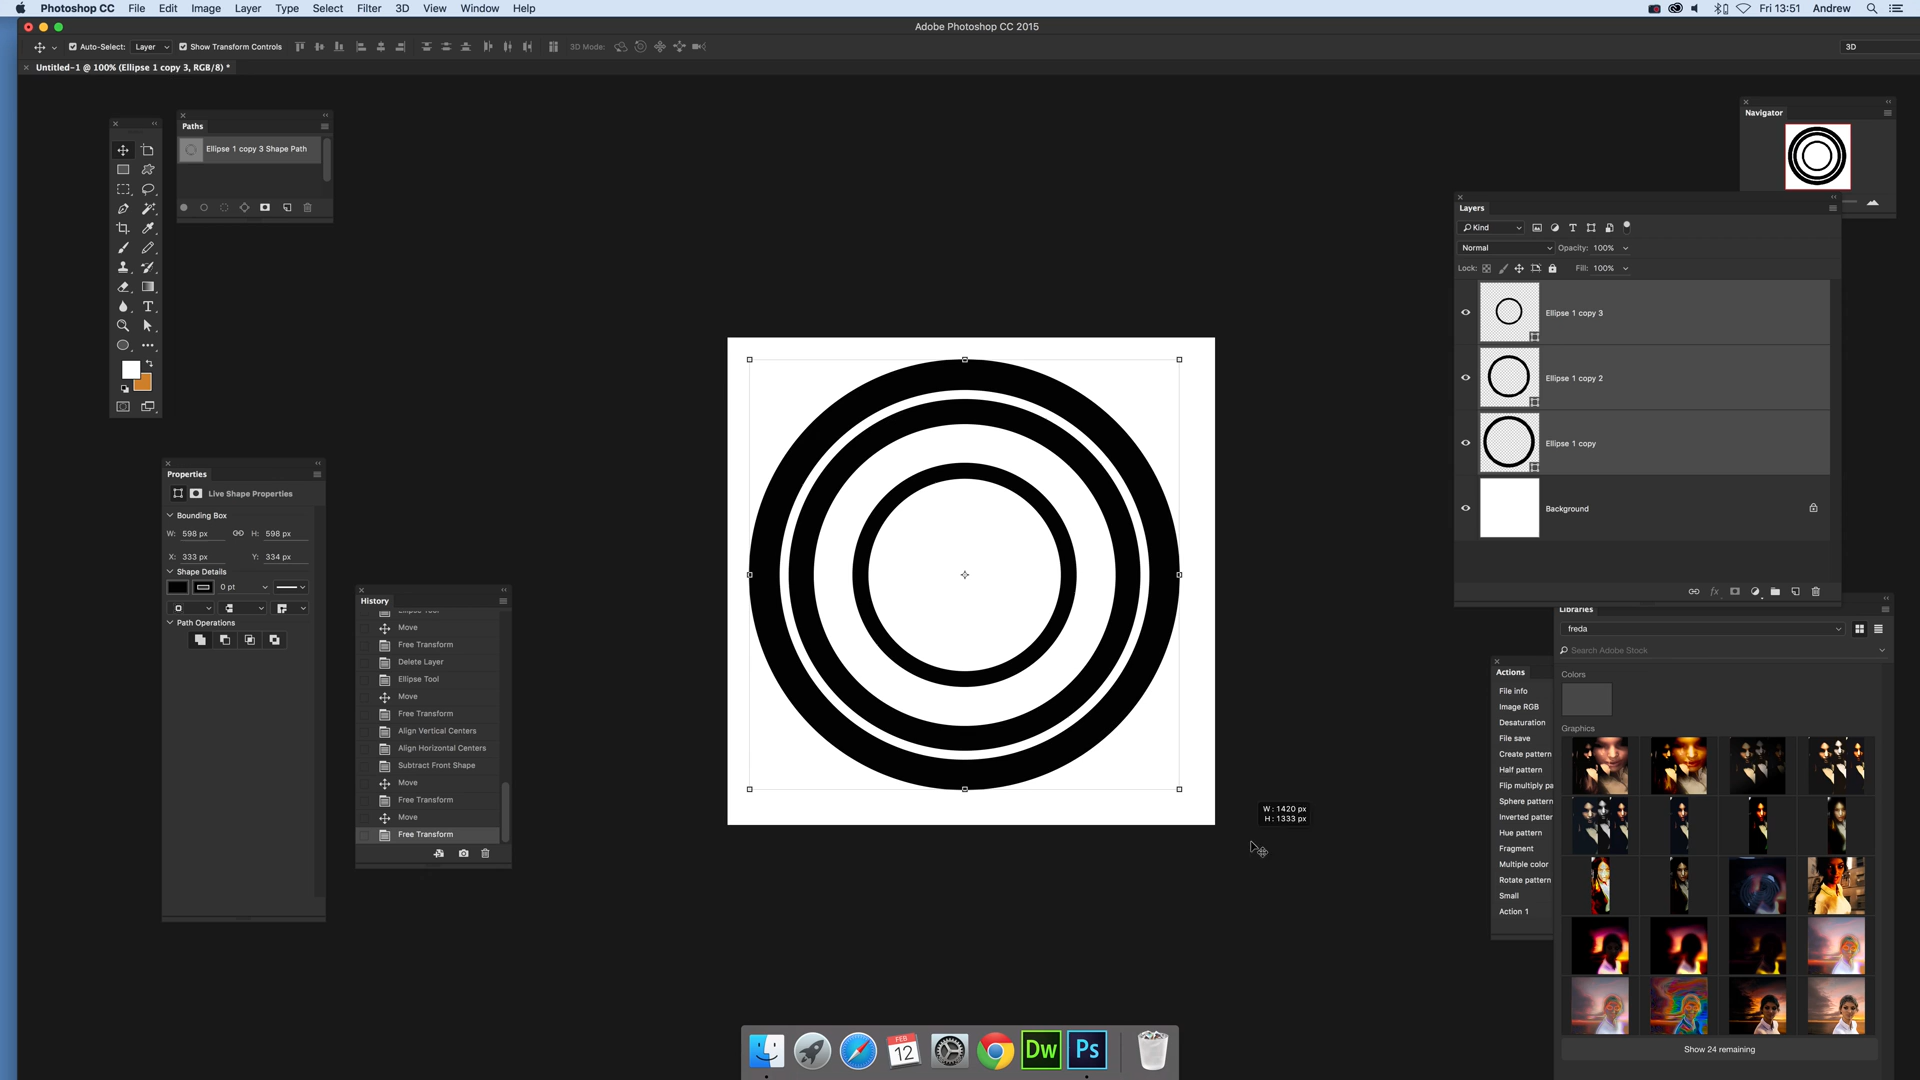 Photoshop CC File Edit Image Layer Type Select Filter 3D View Window Help Fri 13:51 Andrew
Adobe Photoshop CC 2015
Auto-Select: Layer Show Transform Controls 3D Mode: 3D
Untitled-1 @ 100% (Ellipse 1 copy 3, RGB/8) *
Paths
Ellipse 1 copy 3 Shape Path
Navigator
Layers
Kind
Normal Opacity: 100%
Lock: Fill: 100%
Ellipse 1 copy 3
Ellipse 1 copy 2
Ellipse 1 copy
Background
Properties
Live Shape Properties
Bounding Box
W: 598 px H: 598 px
X: 333 px Y: 334 px
Shape Details
0 pt
Path Operations
History
Ellipse Tool
Move
Free Transform
Delete Layer
Ellipse Tool
Move
Free Transform
Align Vertical Centers
Align Horizontal Centers
Subtract Front Shape
Move
Free Transform
Move
Free Transform
W: 1420 px
H: 1333 px
Actions
File info
Image RGB
Desaturation
File save
Create pattern
Half pattern
Flip multiply pa
Sphere pattern
Inverted patter
Hue pattern
Fragment
Multiple color
Rotate pattern
Small
Action 1
Libraries
freda
Search Adobe Stock
Colors
Graphics
Show 24 remaining
FEB
12
Dw
Ps